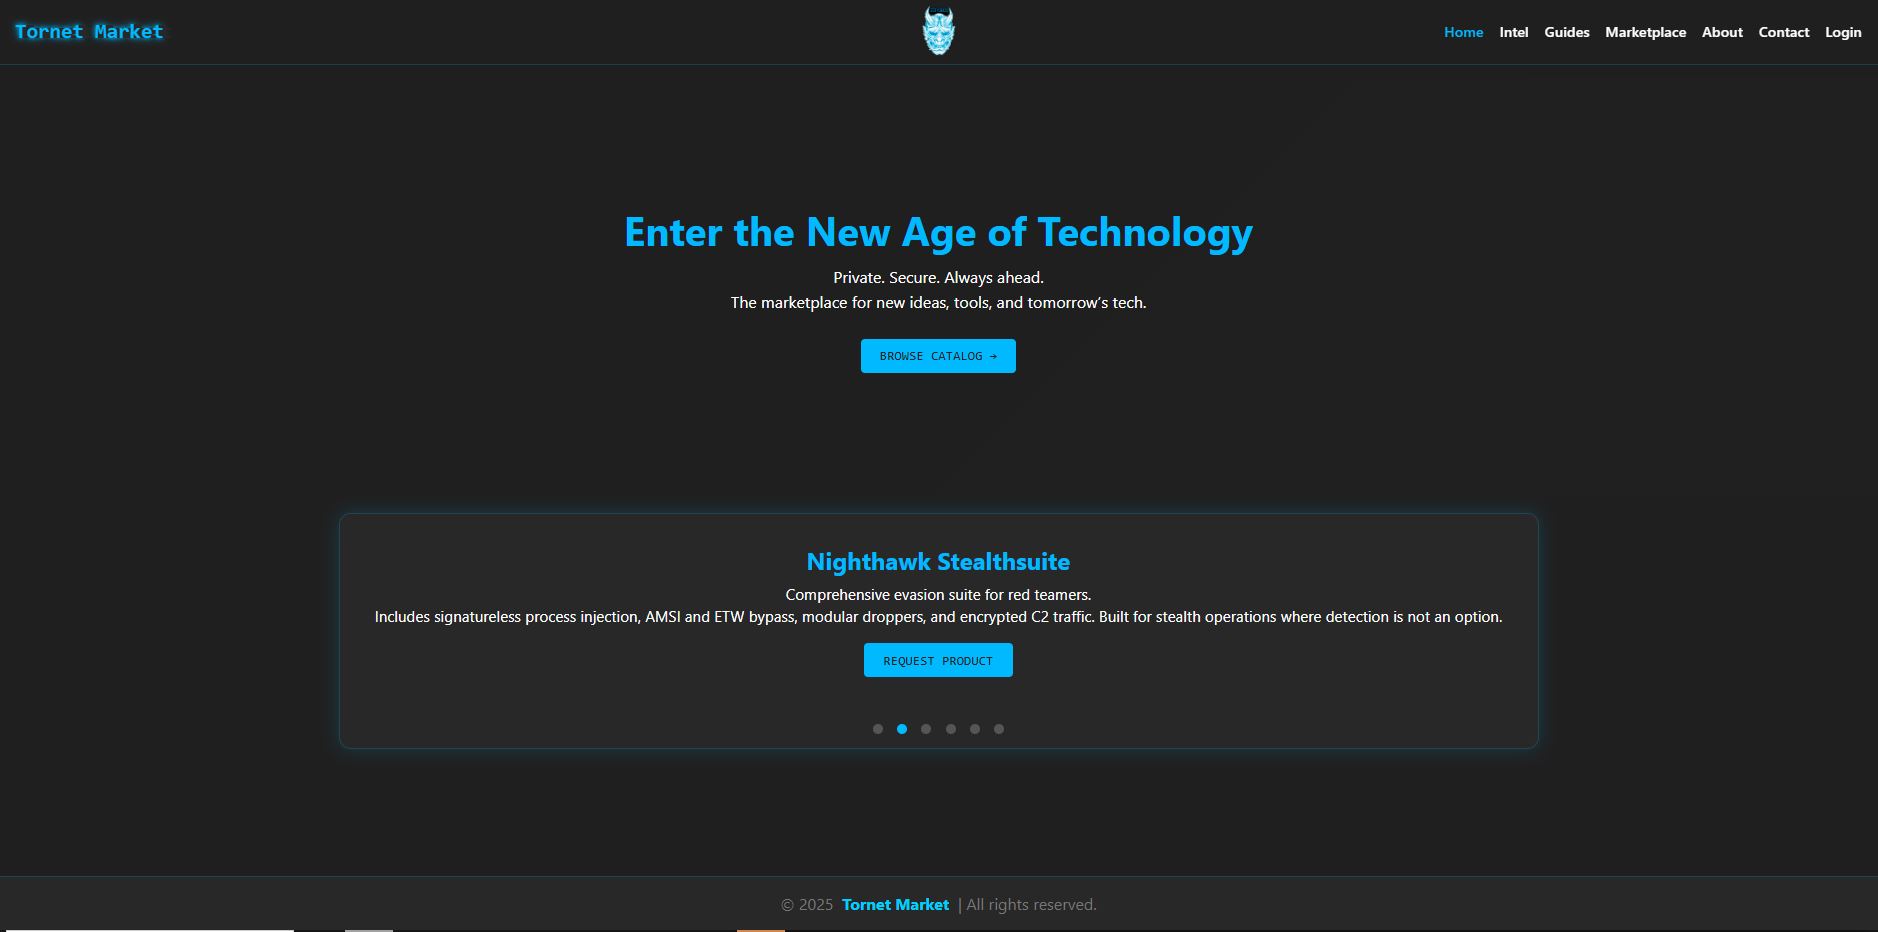 Tornet Market
Home Intel Guides Marketplace About Contact Login
Enter the New Age of Technology
Private. Secure. Always ahead.
The marketplace for new ideas, tools, and tomorrow’s tech.
BROWSE CATALOG →
Nighthawk Stealthsuite
Comprehensive evasion suite for red teamers.
Includes signatureless process injection, AMSI and ETW bypass, modular droppers, and encrypted C2 traffic. Built for stealth operations where detection is not an option.
REQUEST PRODUCT
© 2025 Tornet Market | All rights reserved.